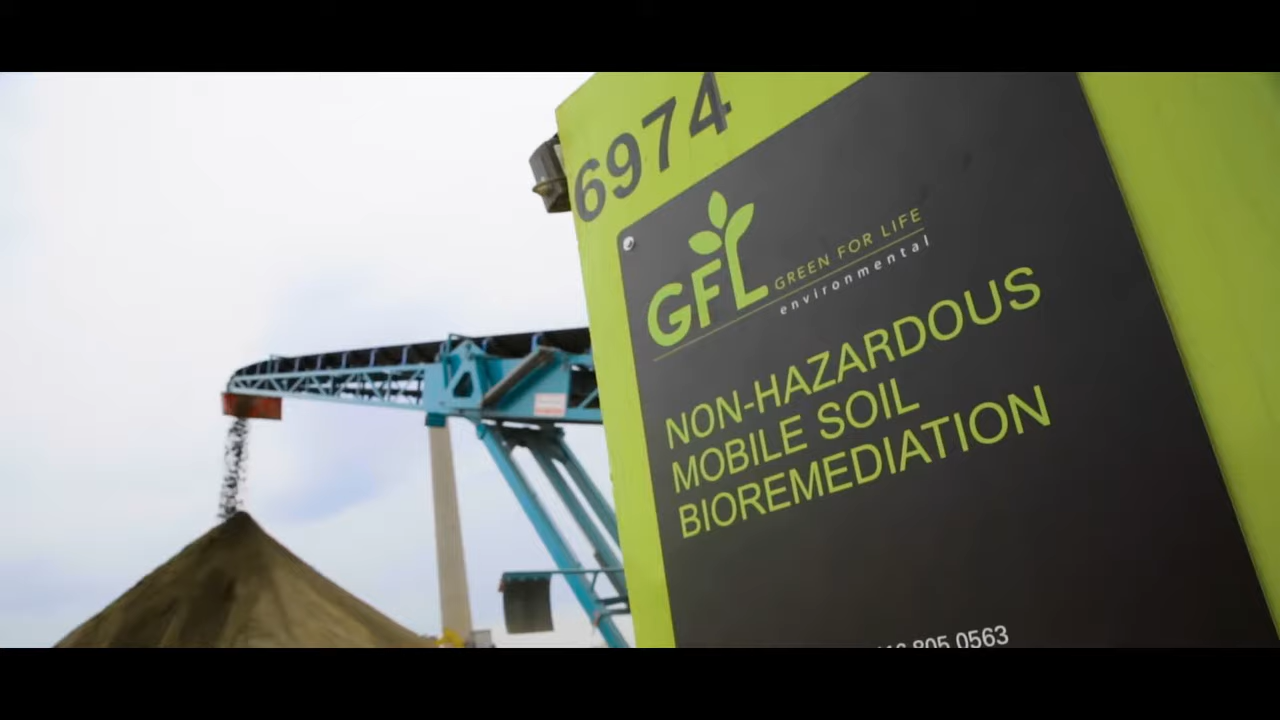 6974
GFL GREEN FOR LIFE
environmental
NON-HAZARDOUS
MOBILE SOIL
BIOREMEDIATION
805.0563